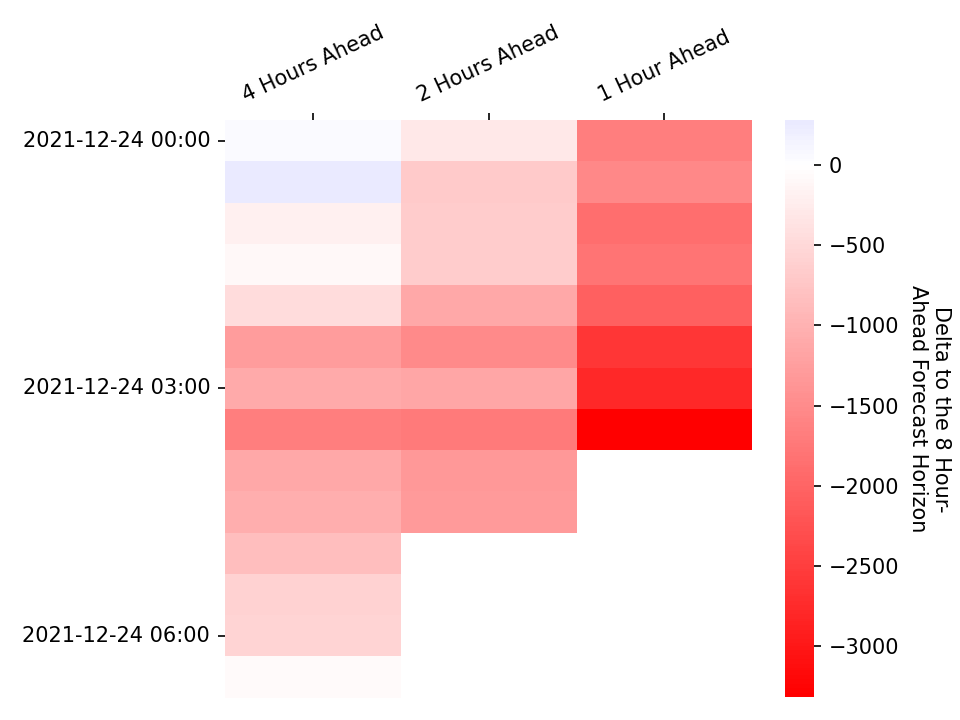 4 Hours Ahead
2 Hours Ahead
1 Hour Ahead
2021-12-24 00:00
2021-12-24 03:00
2021-12-24 06:00
0
−500
−1000
−1500
−2000
−2500
−3000
Delta to the 8 Hour-
Ahead Forecast Horizon